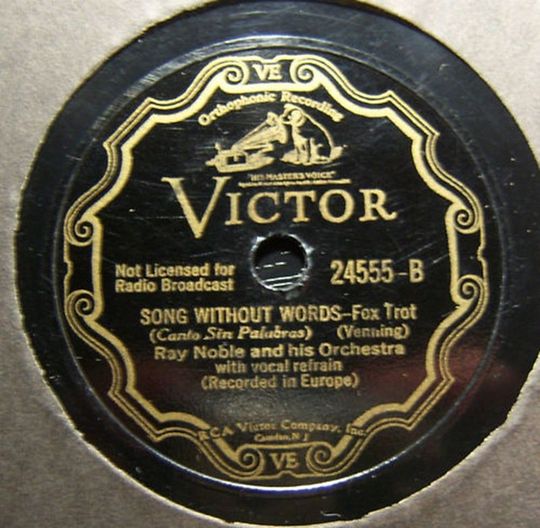 VE
Orthophonic Recording
"HIS MASTER'S VOICE"
VICTOR
Not Licensed for
Radio Broadcast
24555-B
SONG WITHOUT WORDS-Fox Trot
(Canto Sin Palabras) (Venning)
Ray Noble and his Orchestra
with vocal refrain
(Recorded in Europe)
RCA Victor Company, Inc.
Camden, N J
VE